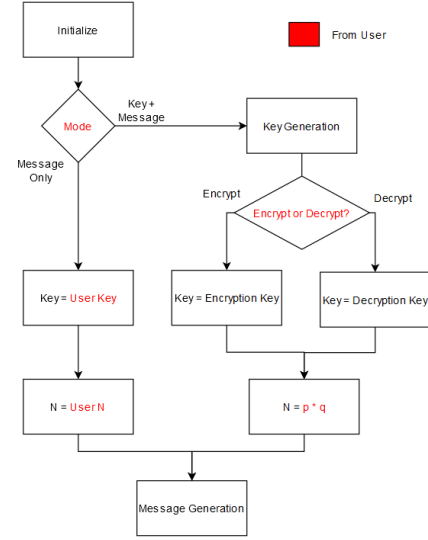 Initialize
From User
Mode
Key +
Message
Key Generation
Message
Only
Encrypt
Decrypt
Encrypt or Decrypt?
Key = User Key
Key = Encryption Key
Key = Decryption Key
N = User N
N = p * q
Message Generation